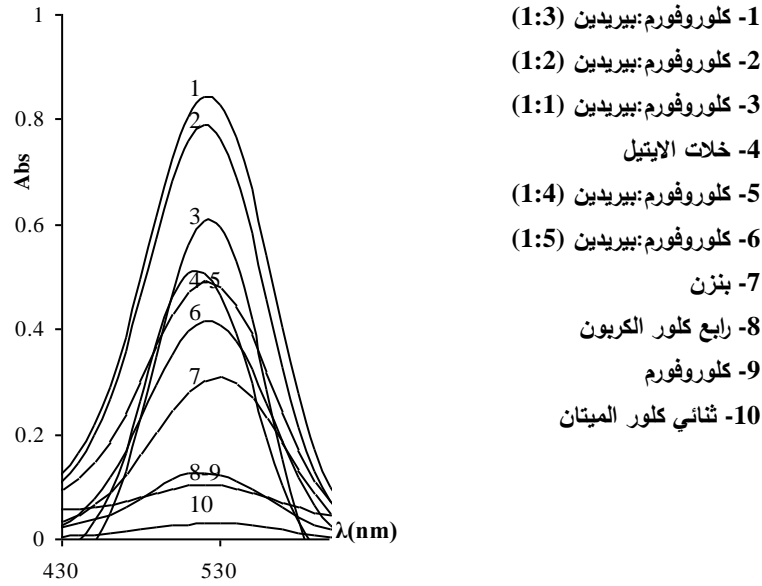 1
0.8
0.6
0.4
0.2
0
Abs
1
2
3
4 5
6
7
8-9
10
430
530
λ(nm)
1- كلوروفورم:بيريدين (1:3)
2- كلوروفورم:بيريدين (1:2)
3- كلوروفورم:بيريدين (1:1)
4- خلات الايتيل
5- كلوروفورم:بيريدين (1:4)
6- كلوروفورم:بيريدين (1:5)
7- بنزن
8- رابع كلور الكربون
9- كلوروفورم
10- ثنائي كلور الميتان